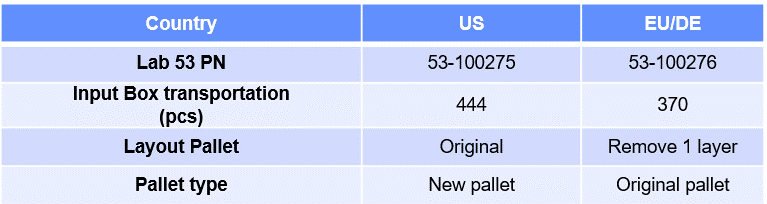 Country US EU/DE
Lab 53 PN 53-100275 53-100276
Input Box transportation
(pcs) 444 370
Layout Pallet Original Remove 1 layer
Pallet type New pallet Original pallet